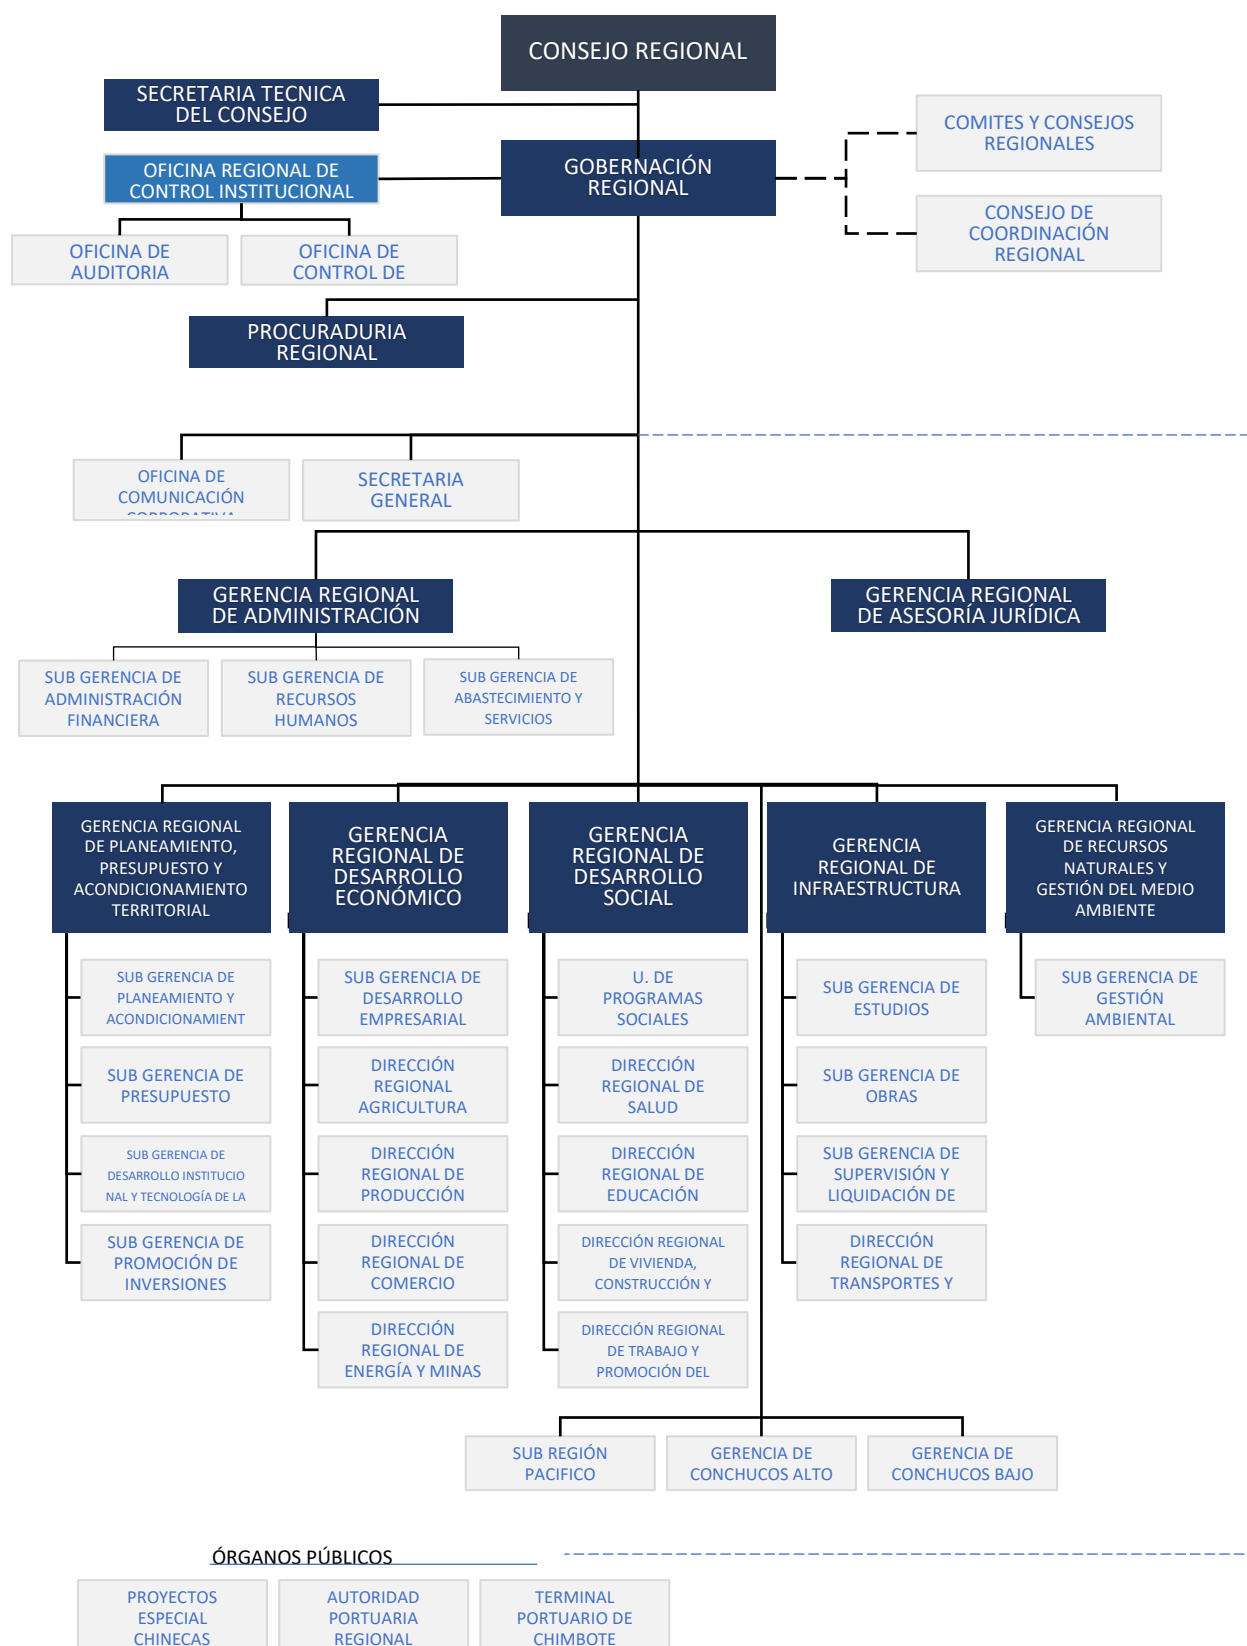 CONSEJO REGIONAL
SECRETARIA TECNICA
DEL CONSEJO
COMITES Y CONSEJOS
REGIONALES
OFICINA REGIONAL DE
CONTROL INSTITUCIONAL
GOBERNACIÓN
REGIONAL
CONSEJO DE
COORDINACIÓN
REGIONAL
OFICINA DE
AUDITORIA
OFICINA DE
CONTROL DE
PROCURADURIA
REGIONAL
OFICINA DE
COMUNICACIÓN
CORPORATIVA
SECRETARIA
GENERAL
GERENCIA REGIONAL
DE ADMINISTRACIÓN
GERENCIA REGIONAL
DE ASESORÍA JURÍDICA
SUB GERENCIA DE
ADMINISTRACIÓN
FINANCIERA
SUB GERENCIA DE
RECURSOS
HUMANOS
SUB GERENCIA DE
ABASTECIMIENTO Y
SERVICIOS
GERENCIA REGIONAL
DE PLANEAMIENTO,
PRESUPUESTO Y
ACONDICIONAMIENTO
TERRITORIAL
GERENCIA
REGIONAL DE
DESARROLLO
ECONÓMICO
GERENCIA
REGIONAL DE
DESARROLLO
SOCIAL
GERENCIA
REGIONAL DE
INFRAESTRUCTURA
GERENCIA REGIONAL
DE RECURSOS
NATURALES Y
GESTIÓN DEL MEDIO
AMBIENTE
SUB GERENCIA DE
PLANEAMIENTO Y
ACONDICIONAMIENT
SUB GERENCIA DE
DESARROLLO
EMPRESARIAL
U. DE
PROGRAMAS
SOCIALES
SUB GERENCIA DE
ESTUDIOS
SUB GERENCIA DE
GESTIÓN
AMBIENTAL
SUB GERENCIA DE
PRESUPUESTO
DIRECCIÓN
REGIONAL
AGRICULTURA
DIRECCIÓN
REGIONAL DE
SALUD
SUB GERENCIA DE
OBRAS
SUB GERENCIA DE
DESARROLLO INSTITUCIO
NAL Y TECNOLOGÍA DE LA
DIRECCIÓN
REGIONAL DE
PRODUCCIÓN
DIRECCIÓN
REGIONAL DE
EDUCACIÓN
SUB GERENCIA DE
SUPERVISIÓN Y
LIQUIDACIÓN DE
SUB GERENCIA DE
PROMOCIÓN DE
INVERSIONES
DIRECCIÓN
REGIONAL DE
COMERCIO
DIRECCIÓN REGIONAL
DE VIVIENDA,
CONSTRUCCIÓN Y
DIRECCIÓN
REGIONAL DE
TRANSPORTES Y
DIRECCIÓN
REGIONAL DE
ENERGÍA Y MINAS
DIRECCIÓN REGIONAL
DE TRABAJO Y
PROMOCIÓN DEL
SUB REGIÓN
PACIFICO
GERENCIA DE
CONCHUCOS ALTO
GERENCIA DE
CONCHUCOS BAJO
ÓRGANOS PÚBLICOS
PROYECTOS
ESPECIAL
CHINECAS
AUTORIDAD
PORTUARIA
REGIONAL
TERMINAL
PORTUARIO DE
CHIMBOTE